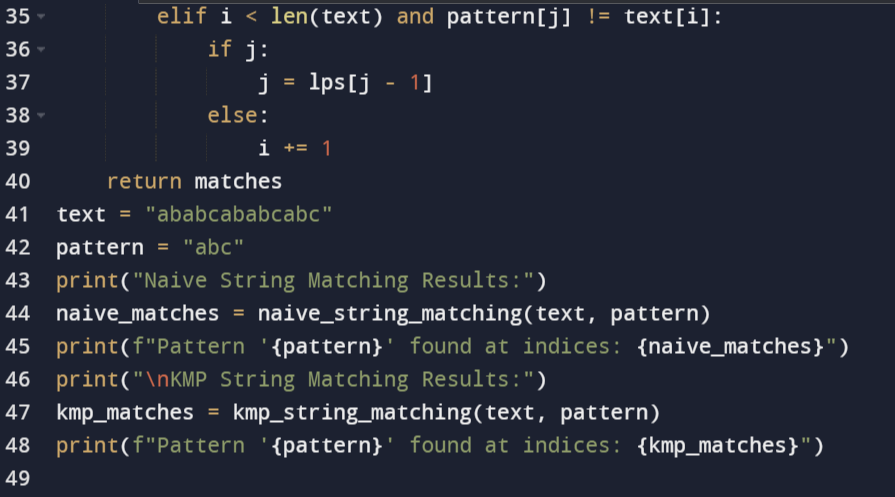 35 elif i < len(text) and pattern[j] != text[i]:
36 if j:
37 j = lps[j - 1]
38 else:
39 i += 1
40 return matches
41 text = "ababcababcabc"
42 pattern = "abc"
43 print("Naive String Matching Results:")
44 naive_matches = naive_string_matching(text, pattern)
45 print(f"Pattern '{pattern}' found at indices: {naive_matches}")
46 print("\nKMP String Matching Results:")
47 kmp_matches = kmp_string_matching(text, pattern)
48 print(f"Pattern '{pattern}' found at indices: {kmp_matches}")
49